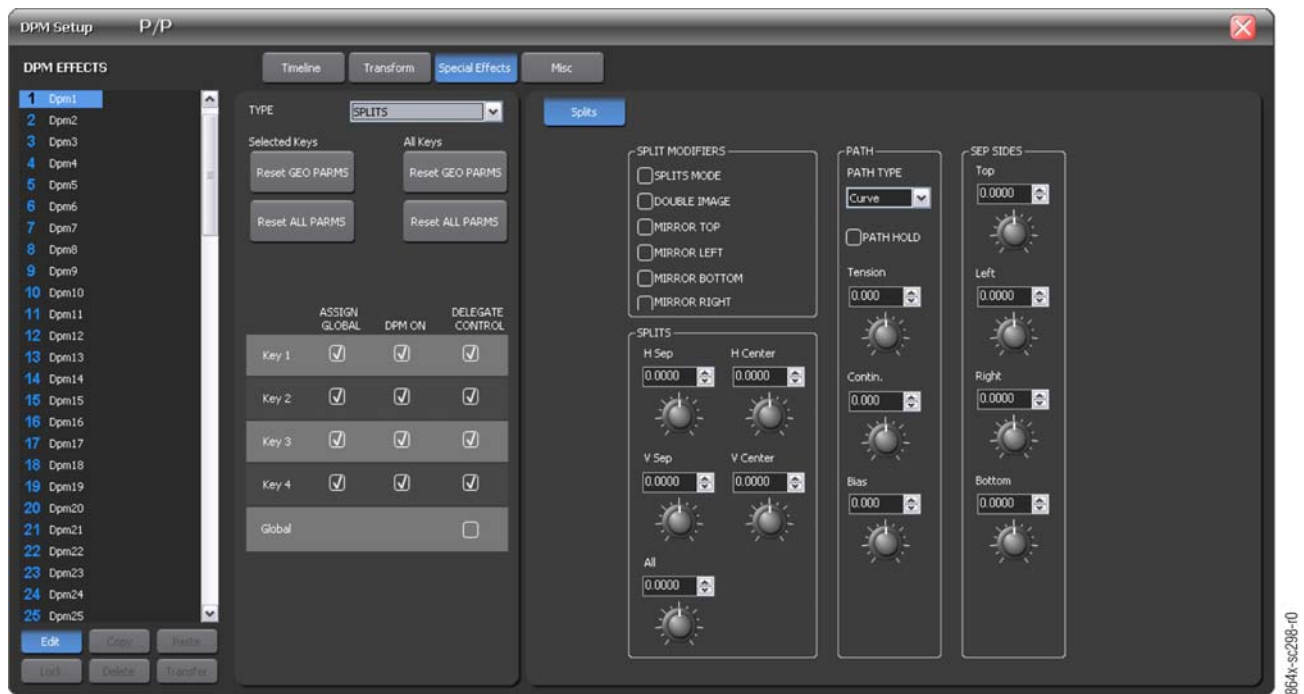 DPM Setup P/P
DPM EFFECTS
Timeline Transform Special Effects Misc
1 Dpm1
2 Dpm2
3 Dpm3
4 Dpm4
5 Dpm5
6 Dpm6
7 Dpm7
8 Dpm8
9 Dpm9
10 Dpm10
11 Dpm11
12 Dpm12
13 Dpm13
14 Dpm14
15 Dpm15
16 Dpm16
17 Dpm17
18 Dpm18
19 Dpm19
20 Dpm20
21 Dpm21
22 Dpm22
23 Dpm23
24 Dpm24
25 Dpm25
Edit Copy Paste
Lock Delete Transfer
TYPE SPLITS
Selected Keys All Keys
Reset GEO PARMS Reset GEO PARMS
Reset ALL PARMS Reset ALL PARMS
ASSIGN GLOBAL DPM ON DELEGATE CONTROL
Key 1
Key 2
Key 3
Key 4
Global
Splits
SPLIT MODIFIERS
SPLITS MODE
DOUBLE IMAGE
MIRROR TOP
MIRROR LEFT
MIRROR BOTTOM
MIRROR RIGHT
SPLITS
H Sep H Center
0.0000 0.0000
V Sep V Center
0.0000 0.0000
All
0.0000
PATH
PATH TYPE
Curve
PATH HOLD
Tension
0.000
Contin.
0.000
Bias
0.000
SEP SIDES
Top
0.0000
Left
0.0000
Right
0.0000
Bottom
0.0000
864x-sc298-r0